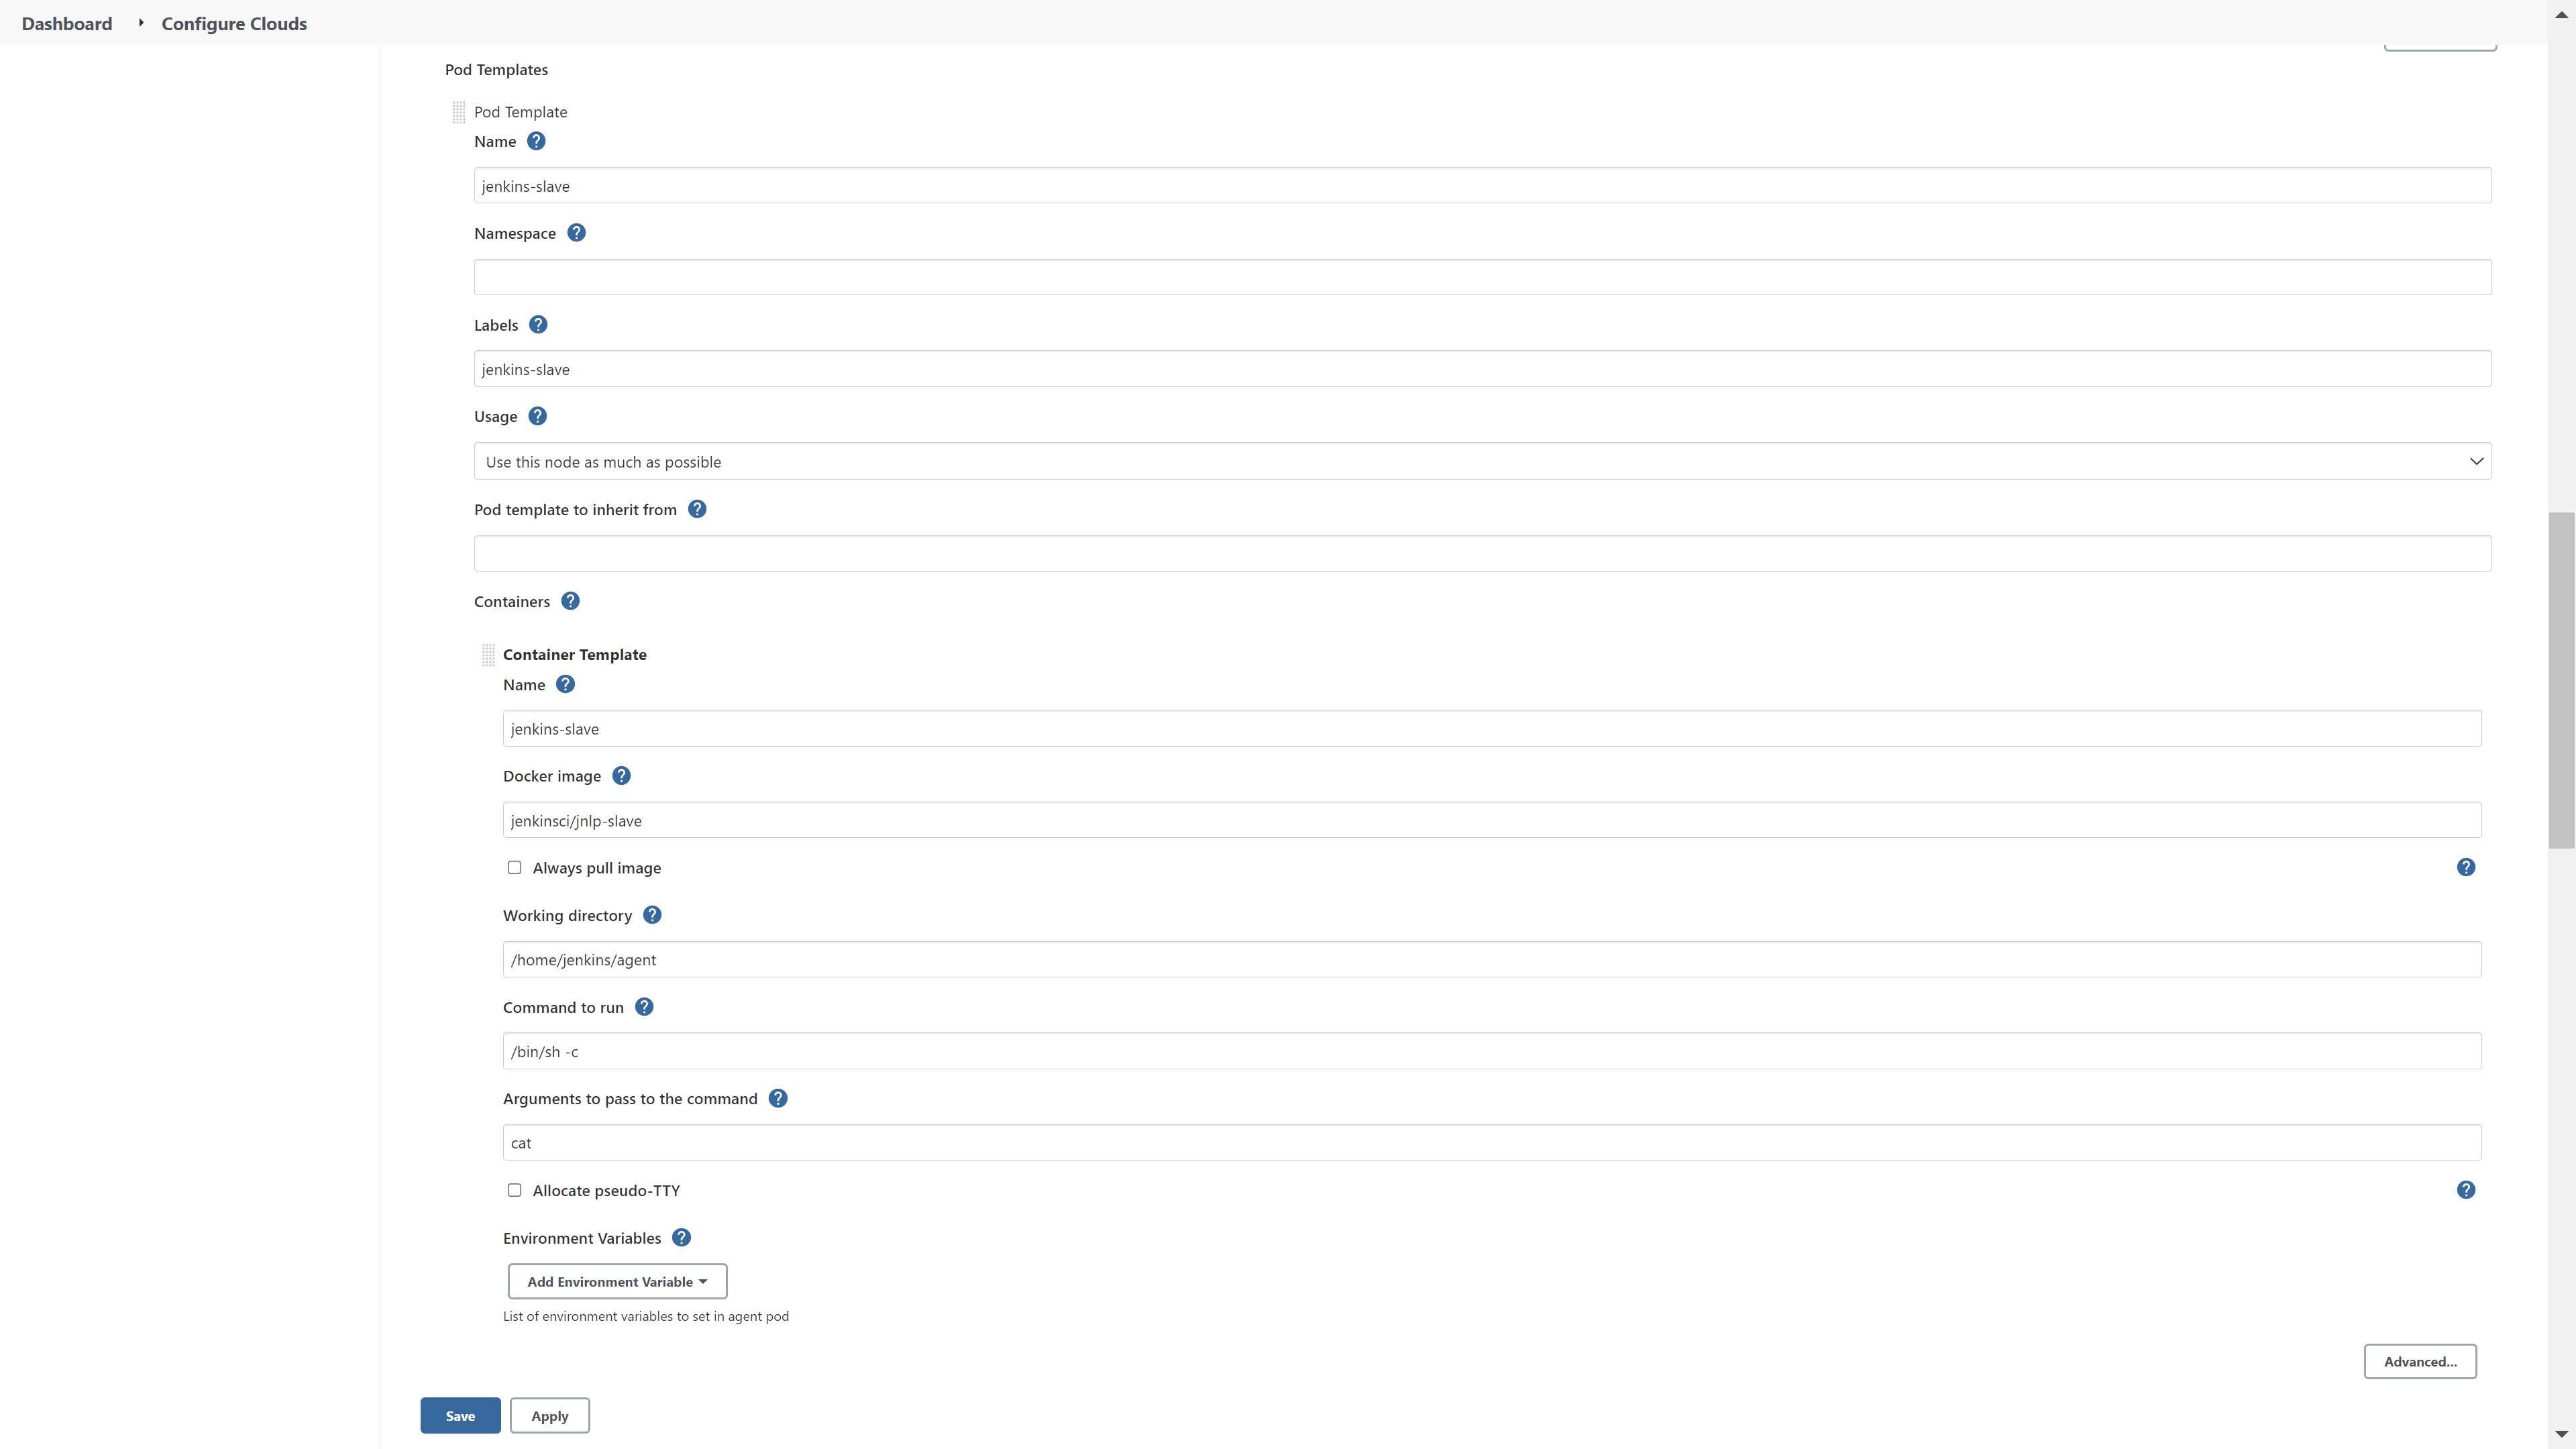 Dashboard
Configure Clouds
Pod Templates
Pod Template
Name
jenkins-slave
Namespace
Labels
jenkins-slave
Usage
Use this node as much as possible
Pod template to inherit from
Containers
Container Template
Name
jenkins-slave
Docker image
jenkinsci/jnlp-slave
Always pull image
Working directory
/home/jenkins/agent
Command to run
/bin/sh -c
Arguments to pass to the command
cat
Allocate pseudo-TTY
Environment Variables
Add Environment Variable
List of environment variables to set in agent pod
Advanced...
Save
Apply